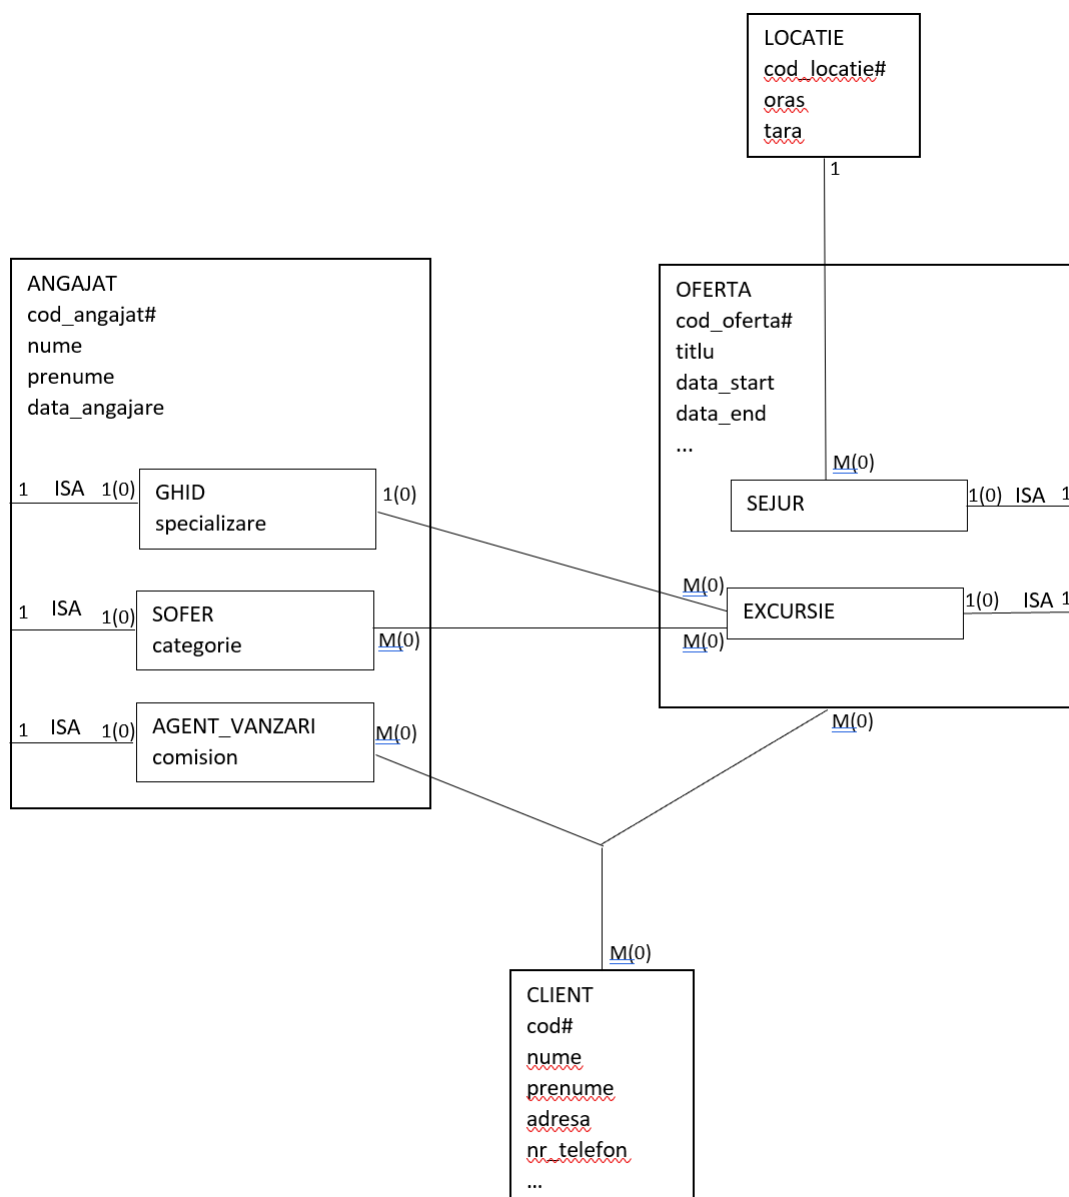 LOCATIE
cod_locatie#
oras
tara
1
ANGAJAT
cod_angajat#
nume
prenume
data_angajare
1 ISA 1(0)
GHID
specializare
1(0)
1 ISA 1(0)
SOFER
categorie
M(0)
1 ISA 1(0)
AGENT_VANZARI
comision
M(0)
OFERTA
cod_oferta#
titlu
data_start
data_end
...
M(0)
SEJUR
1(0) ISA 1
M(0)
EXCURSIE
1(0) ISA 1
M(0)
M(0)
M(0)
CLIENT
cod#
nume
prenume
adresa
nr_telefon
...